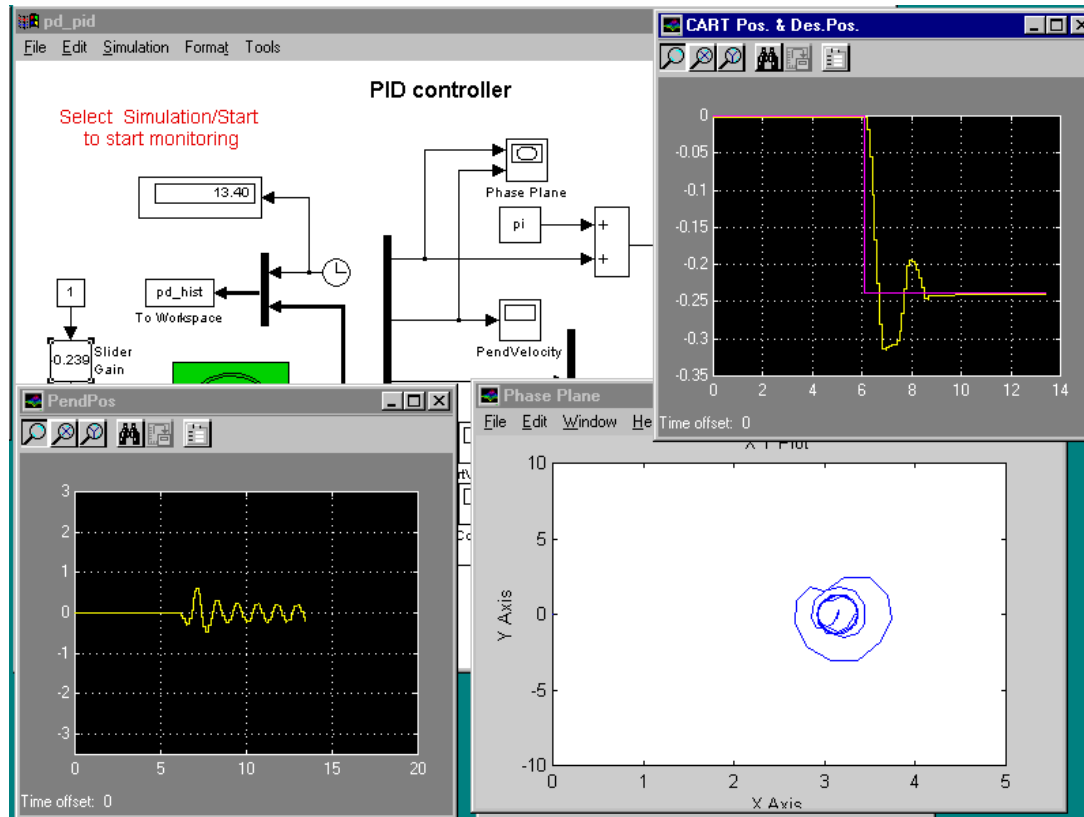 pd_pid
File Edit Simulation Format Tools
PID controller
Select Simulation/Start
to start monitoring
13.40
Phase Plane
pi
+
+
1
pd_hist
To Workspace
-0.239
Slider
Gain
PendVelocity
CART Pos. & Des.Pos.
0
-0.05
-0.1
-0.15
-0.2
-0.25
-0.3
-0.35
0 2 4 6 8 10 12 14
Time offset: 0
PendPos
3
2
1
0
-1
-2
-3
0 5 10 15 20
Time offset: 0
Phase Plane
File Edit Window He
X Y Plot
10
5
0
-5
-10
Y Axis
0 1 2 3 4 5
X Axis